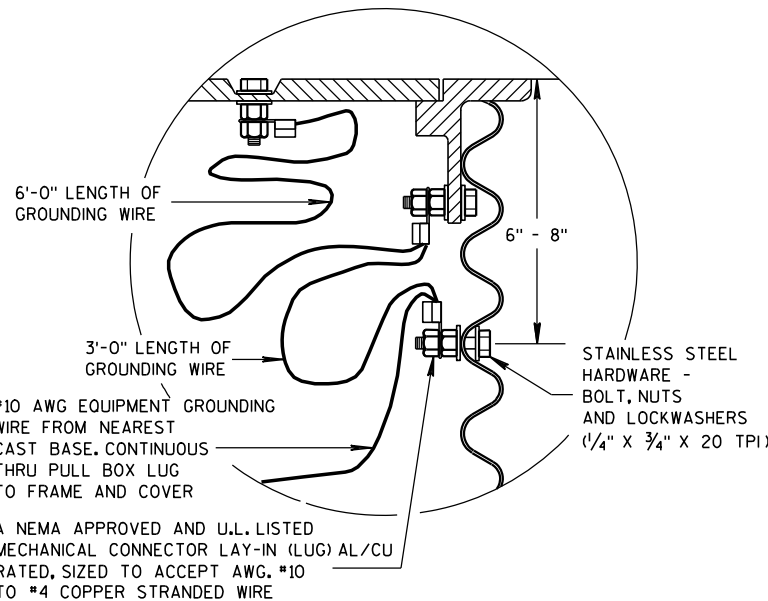 6'-0" LENGTH OF
GROUNDING WIRE
6" - 8"
3'-0" LENGTH OF
GROUNDING WIRE
STAINLESS STEEL
HARDWARE -
BOLT, NUTS
AND LOCKWASHERS
(1/4" X 3/4" X 20 TPI)
#10 AWG EQUIPMENT GROUNDING
WIRE FROM NEAREST
CAST BASE. CONTINUOUS
THRU PULL BOX LUG
TO FRAME AND COVER
A NEMA APPROVED AND U.L. LISTED
MECHANICAL CONNECTOR LAY-IN (LUG) AL/CU
RATED, SIZED TO ACCEPT AWG. #10
TO #4 COPPER STRANDED WIRE